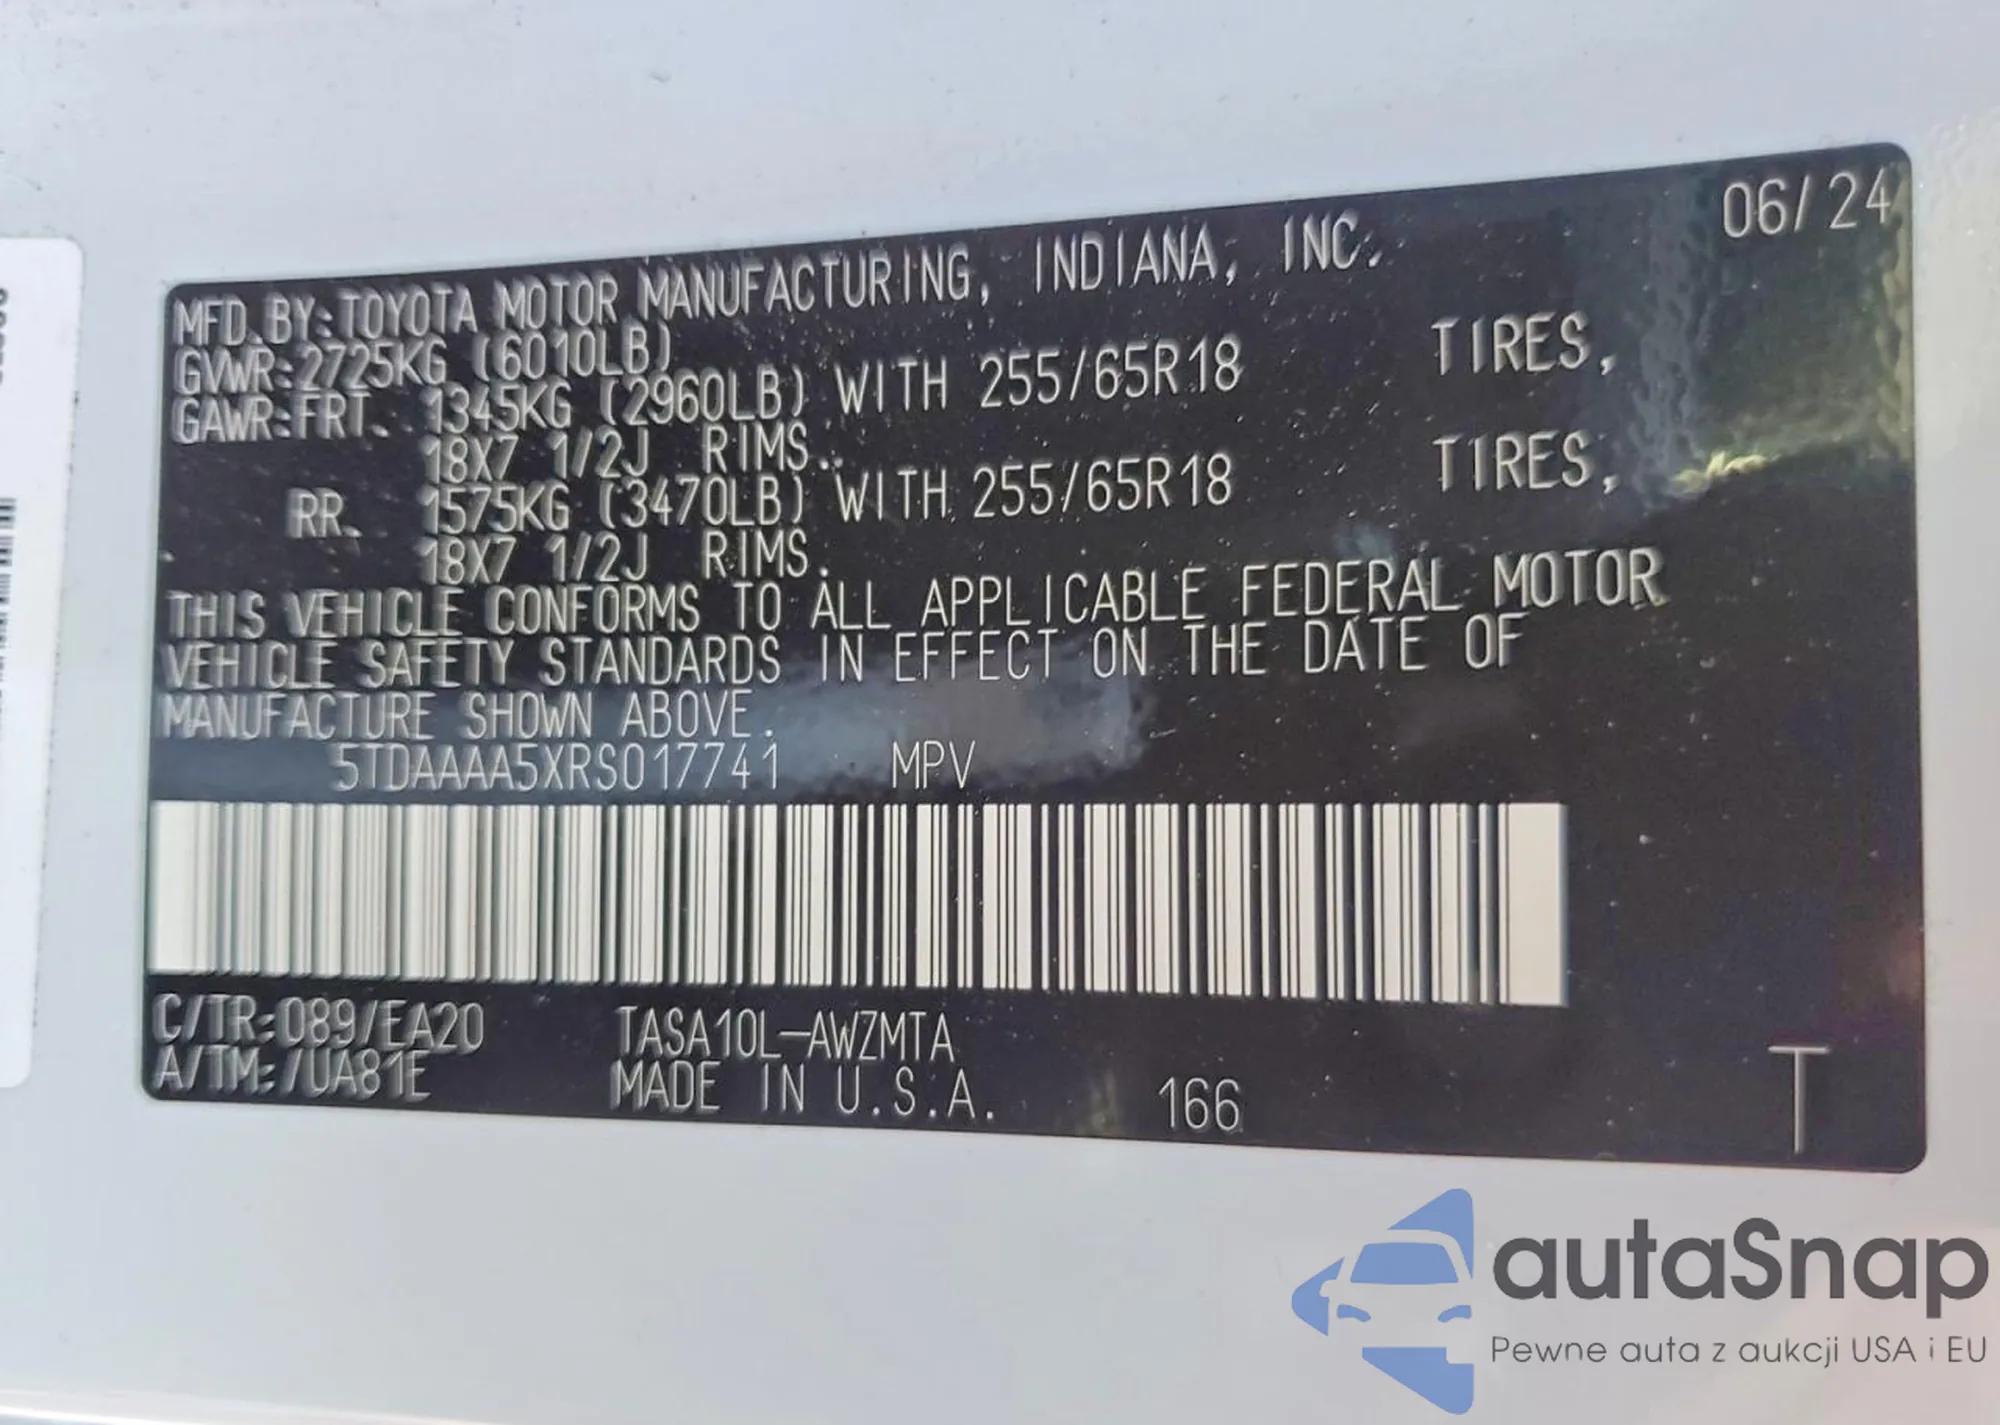 06/24
MFD.BY:TOYOTA MOTOR MANUFACTURING, INDIANA, INC.
GVWR:2725KG (6010LB)
GAWR:FRT. 1345KG (2960LB) WITH 255/65R18 TIRES,
18X7 1/2J RIMS.
RR. 1575KG (3470LB) WITH 255/65R18 TIRES,
18X7 1/2J RIMS.
THIS VEHICLE CONFORMS TO ALL APPLICABLE FEDERAL MOTOR
VEHICLE SAFETY STANDARDS IN EFFECT ON THE DATE OF
MANUFACTURE SHOWN ABOVE.
5TDAAAA5XRS017741 MPV
C/TR:089/EA20 TASA10L-AWZMTA
A/TM:/UA81E MADE IN U.S.A. 166 T
autaSnap
Pewne auta z aukcji USA i EU